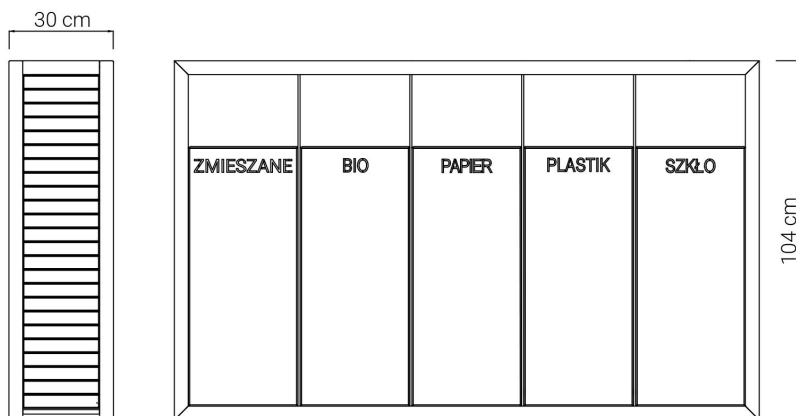 30 cm
ZMIESZANE
BIO
PAPIER
PLASTIK
SZKŁO
104 cm